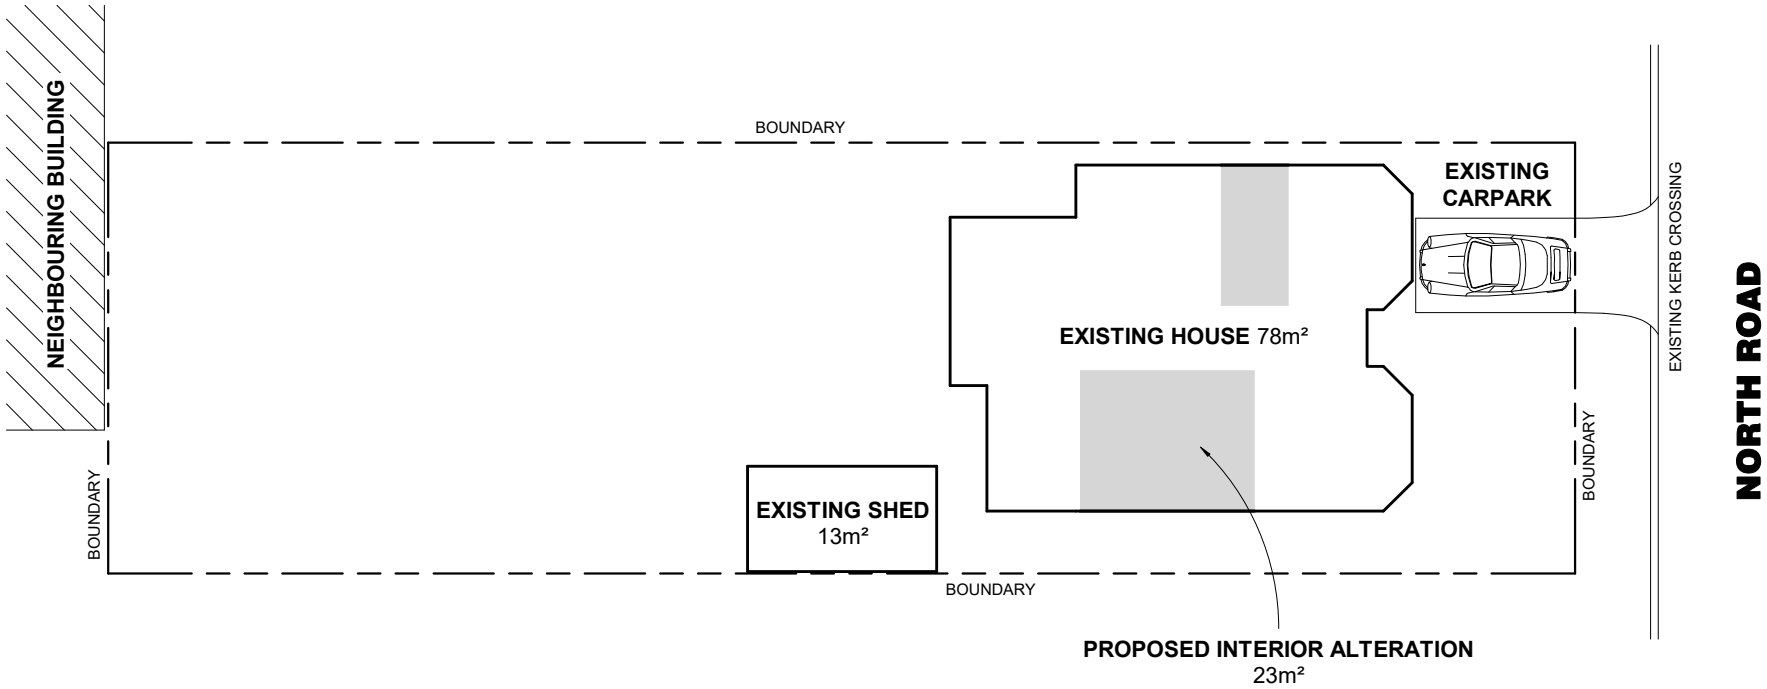 BOUNDARY
NEIGHBOURING BUILDING
EXISTING
CARPARK
EXISTING KERB CROSSING
NORTH ROAD
EXISTING HOUSE 78m²
BOUNDARY
BOUNDARY
EXISTING SHED
13m²
BOUNDARY
PROPOSED INTERIOR ALTERATION
23m²